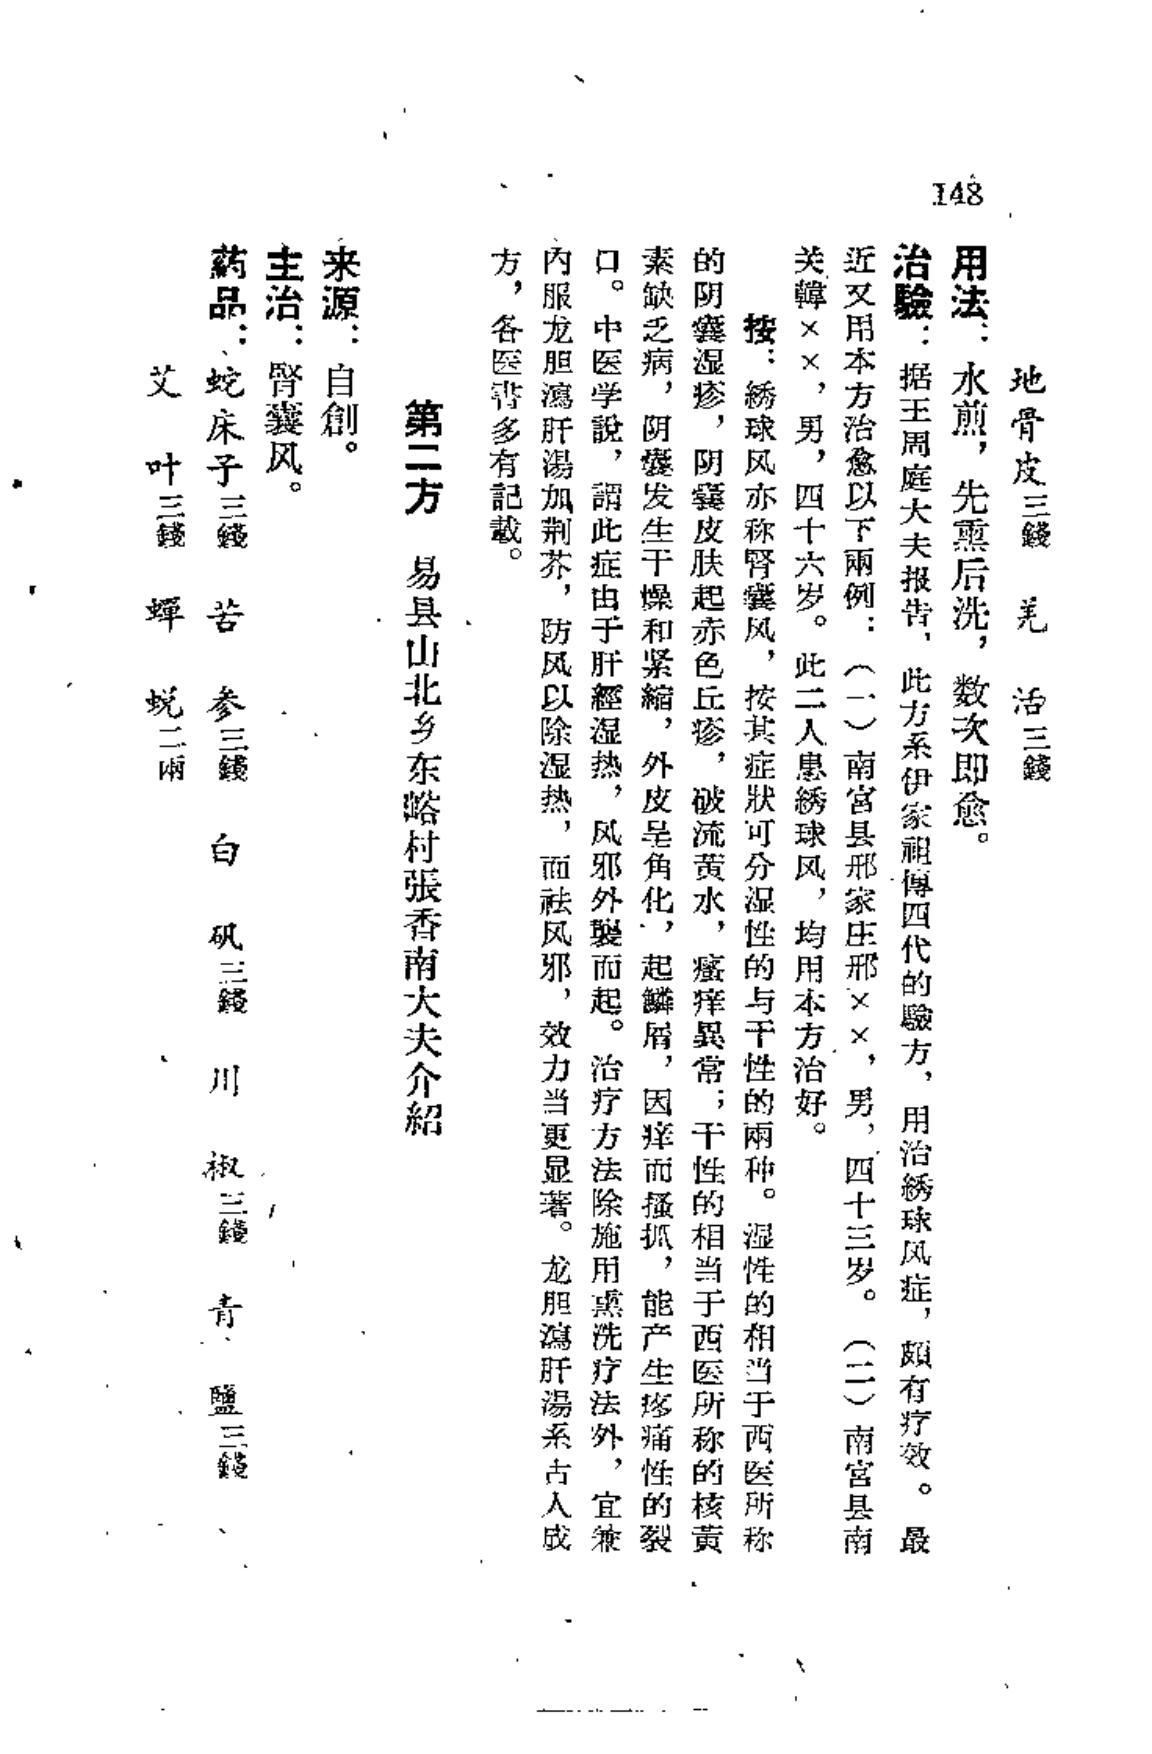 148
地骨皮三錢　羌活三錢
用法：水煎，先熏后洗，数次即愈。
治驗：据王周庭大夫报告，此方系伊家祖傳四代的驗方，用治綉球风症，頗有疗效。最
近又用本方治愈以下兩例：（一）南宮县邢家庄邢××，男，四十三岁。（二）南宮县南
关韓××，男，四十六岁。此二人患綉球风，均用本方治好。
按：綉球风亦称腎囊风，按其症狀可分湿性的与干性的兩种。湿性的相当于西医所称
的阴囊湿疹，阴囊皮肤起赤色丘疹，破流黄水，瘙痒異常；干性的相当于西医所称的核黃
素缺乏病，阴囊发生干燥和紧縮，外皮呈角化，起鱗屑，因痒而搔抓，能产生疼痛性的裂
口。中医学說，謂此症由于肝經湿热，风邪外襲而起。治疗方法除施用熏洗疗法外，宜兼
內服龙胆瀉肝湯加荆芥，防风以除湿热，而祛风邪，效力当更显著。龙胆瀉肝湯系古人成
方，各医書多有記載。
第二方　易县山北乡东峪村張香南大夫介紹
来源：自創。
主治：腎囊风。
药品：蛇床子三錢　苦参三錢　白矾三錢　川椒三錢　青鹽三錢
艾叶三錢　蟬蜕二兩